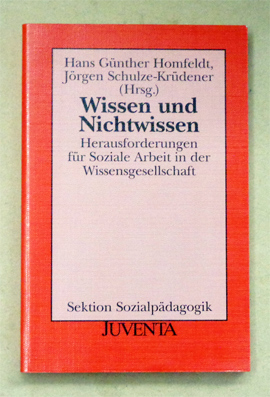 Hans Günther Homfeldt,
Jörgen Schulze-Krüdener
(Hrsg.)
Wissen und
Nichtwissen
Herausforderungen
für Soziale Arbeit in der
Wissensgesellschaft
Sektion Sozialpädagogik
JUVENTA